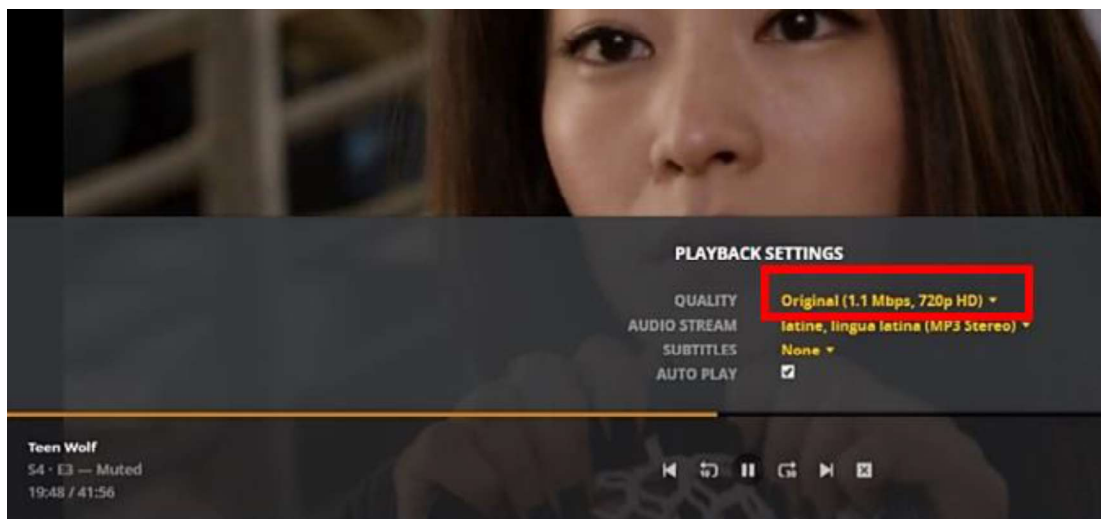 PLAYBACK SETTINGS
QUALITY Original (1.1 Mbps, 720p HD)
AUDIO STREAM latine, lingua latina (MP3 Stereo)
SUBTITLES None
AUTO PLAY
Teen Wolf
S4 · E3 — Muted
19:48 / 41:56